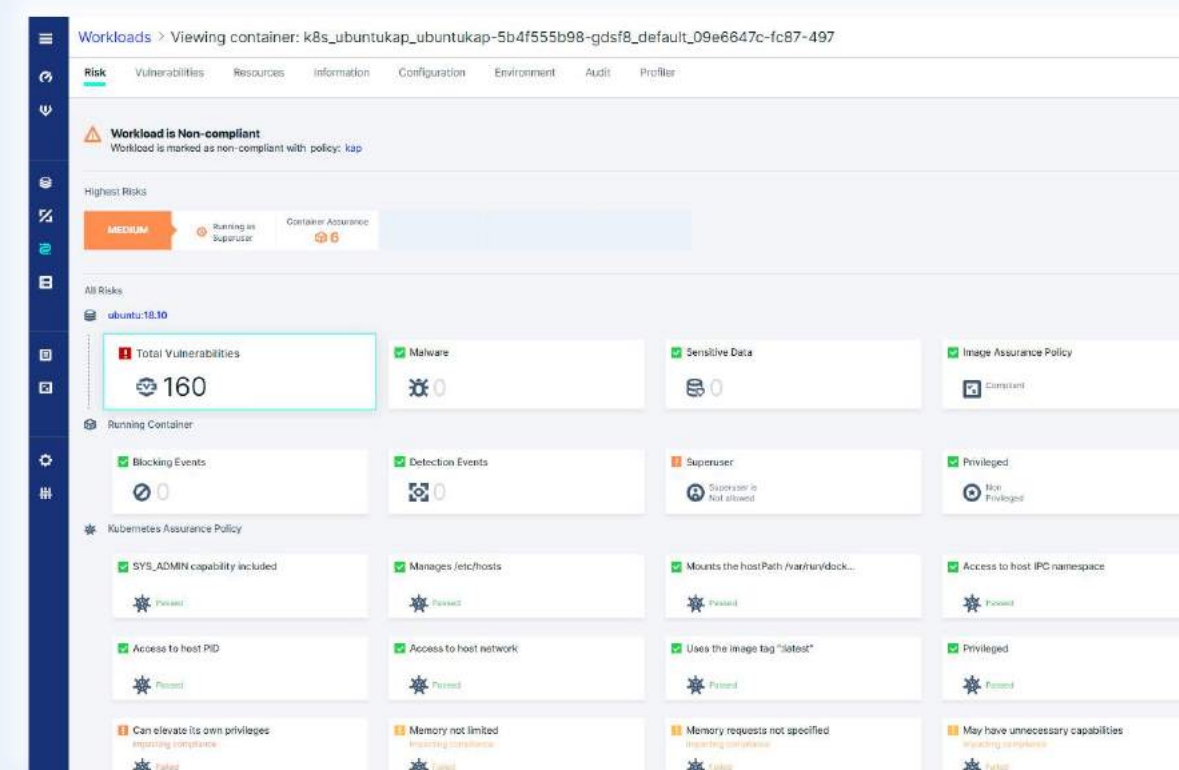 Workloads > Viewing container: k8s_ubuntukap_ubuntukap-5b4f555b98-gdsf8_default_09e6647c-fc87-497
Risk Vulnerabilities Resources Information Configuration Environment Audit Profiler
Workload is Non-compliant
Workload is marked as non-compliant with policy: kap
Highest Risks
MEDIUM
Running as
Superuser
Container Assurance
6
All Risks
ubuntu:18.10
Total Vulnerabilities
CVE 160
Malware
0
Sensitive Data
0
Image Assurance Policy
Compliant
Running Container
Blocking Events
0
Detection Events
0
Superuser
Superuser is
Not allowed
Privileged
Non
Privileged
Kubernetes Assurance Policy
SYS_ADMIN capability included
Passed
Manages /etc/hosts
Passed
Mounts the hostPath /var/run/dock...
Passed
Access to host IPC namespace
Passed
Access to host PID
Passed
Access to host network
Passed
Uses the image tag ":latest"
Passed
Privileged
Passed
Can elevate its own privileges
Impacting compliance
Failed
Memory not limited
Impacting compliance
Failed
Memory requests not specified
Impacting compliance
Failed
May have unnecessary capabilities
Impacting compliance
Failed